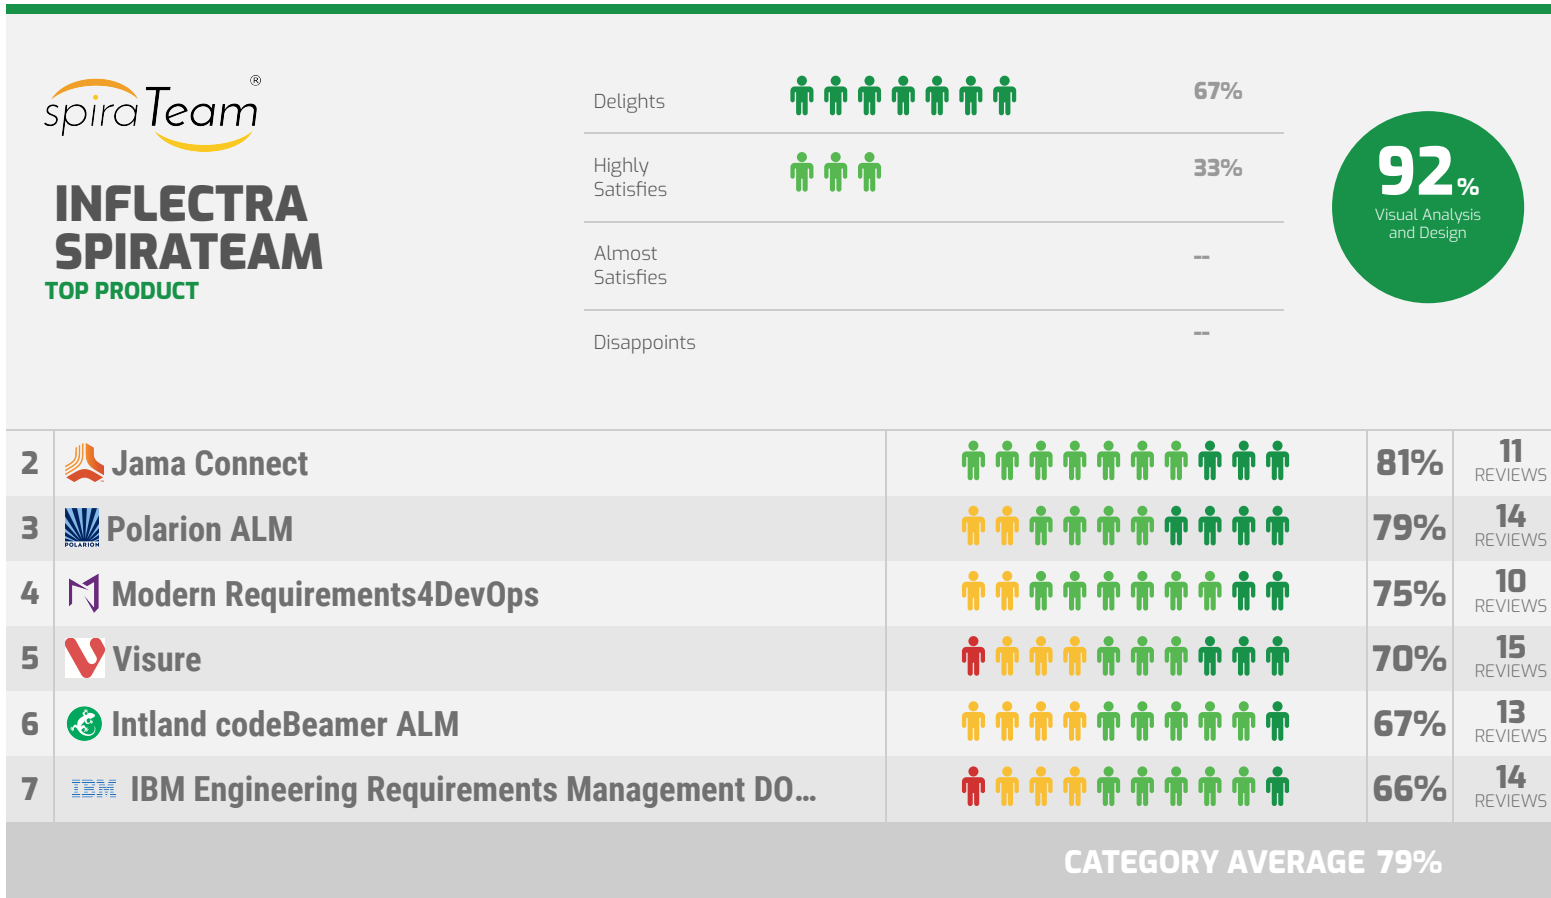 spiraTeam®
INFLECTRA
SPIRATEAM
TOP PRODUCT
Delights 67%
Highly
Satisfies
33%
Almost
Satisfies
--
Disappoints
--
92%
Visual Analysis
and Design
2 Jama Connect 81% 11
REVIEWS
3 POLARION Polarion ALM 79% 14
REVIEWS
4 Modern Requirements4DevOps 75% 10
REVIEWS
5 Visure 70% 15
REVIEWS
6 Intland codeBeamer ALM 67% 13
REVIEWS
7 IBM IBM Engineering Requirements Management DO... 66% 14
REVIEWS
CATEGORY AVERAGE 79%